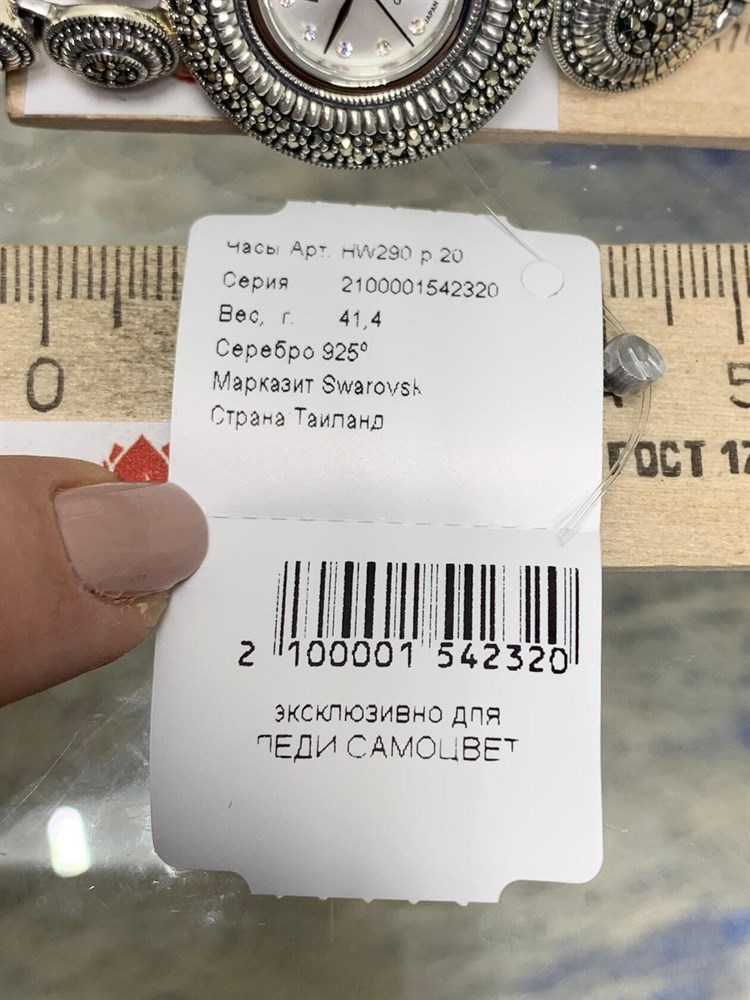 JAPAN
Часы Арт. HW290 р 20
Серия 2100001542320
Вес, г. 41,4
Серебро 925°
Марказит Swarovsk
Страна Таиланд
0
5
ГОСТ 17
2 100001 542320
эксклюзивно для
ЛЕДИ САМОЦВЕТ